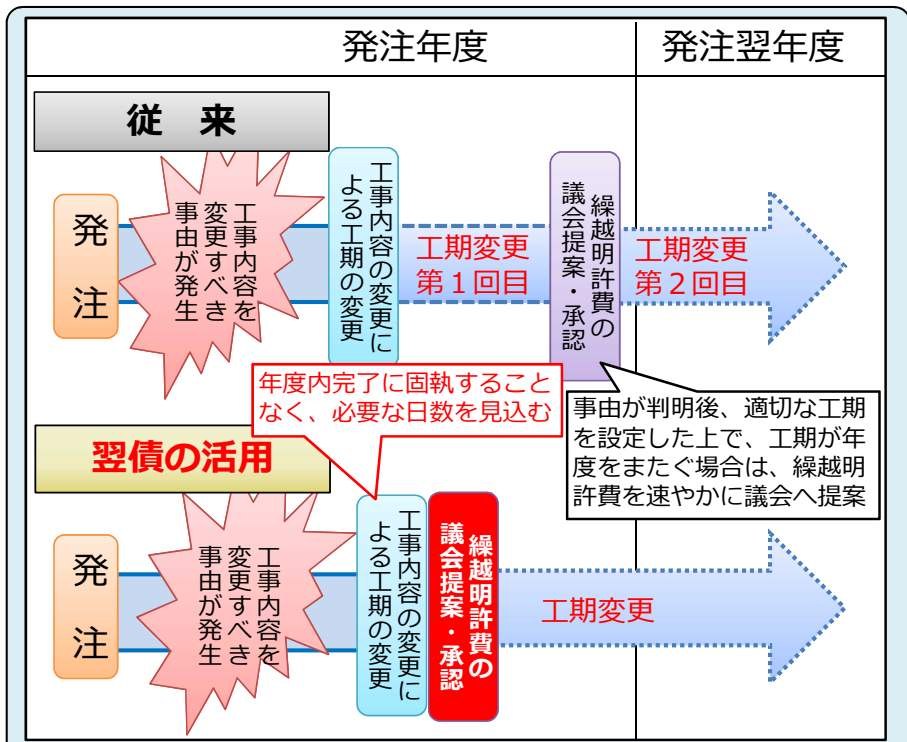 発注年度
発注翌年度
従 来
発
注
工事内容を
変更すべき
事由が発生
工事内容の変更に
よる工期の変更
工期変更
第1回目
繰越明許費の
議会提案・承認
工期変更
第2回目
年度内完了に固執すること
なく、必要な日数を見込む
事由が判明後、適切な工期
を設定した上で、工期が年
度をまたぐ場合は、繰越明
許費を速やかに議会へ提案
翌債の活用
発
注
工事内容を
変更すべき
事由が発生
工事内容の変更に
よる工期の変更
繰越明許費の
議会提案・承認
工期変更